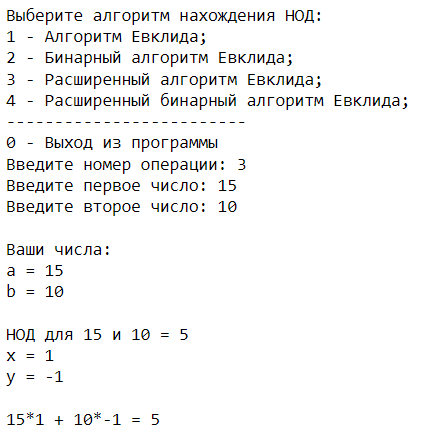 Выберите алгоритм нахождения НОД:
1 - Алгоритм Евклида;
2 - Бинарный алгоритм Евклида;
3 - Расширенный алгоритм Евклида;
4 - Расширенный бинарный алгоритм Евклида;
-------------------------
0 - Выход из программы
Введите номер операции: 3
Введите первое число: 15
Введите второе число: 10
Ваши числа:
a = 15
b = 10
НОД для 15 и 10 = 5
x = 1
y = -1
15*1 + 10*-1 = 5